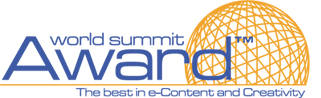 world summit
Award™
The best in e-Content and Creativity